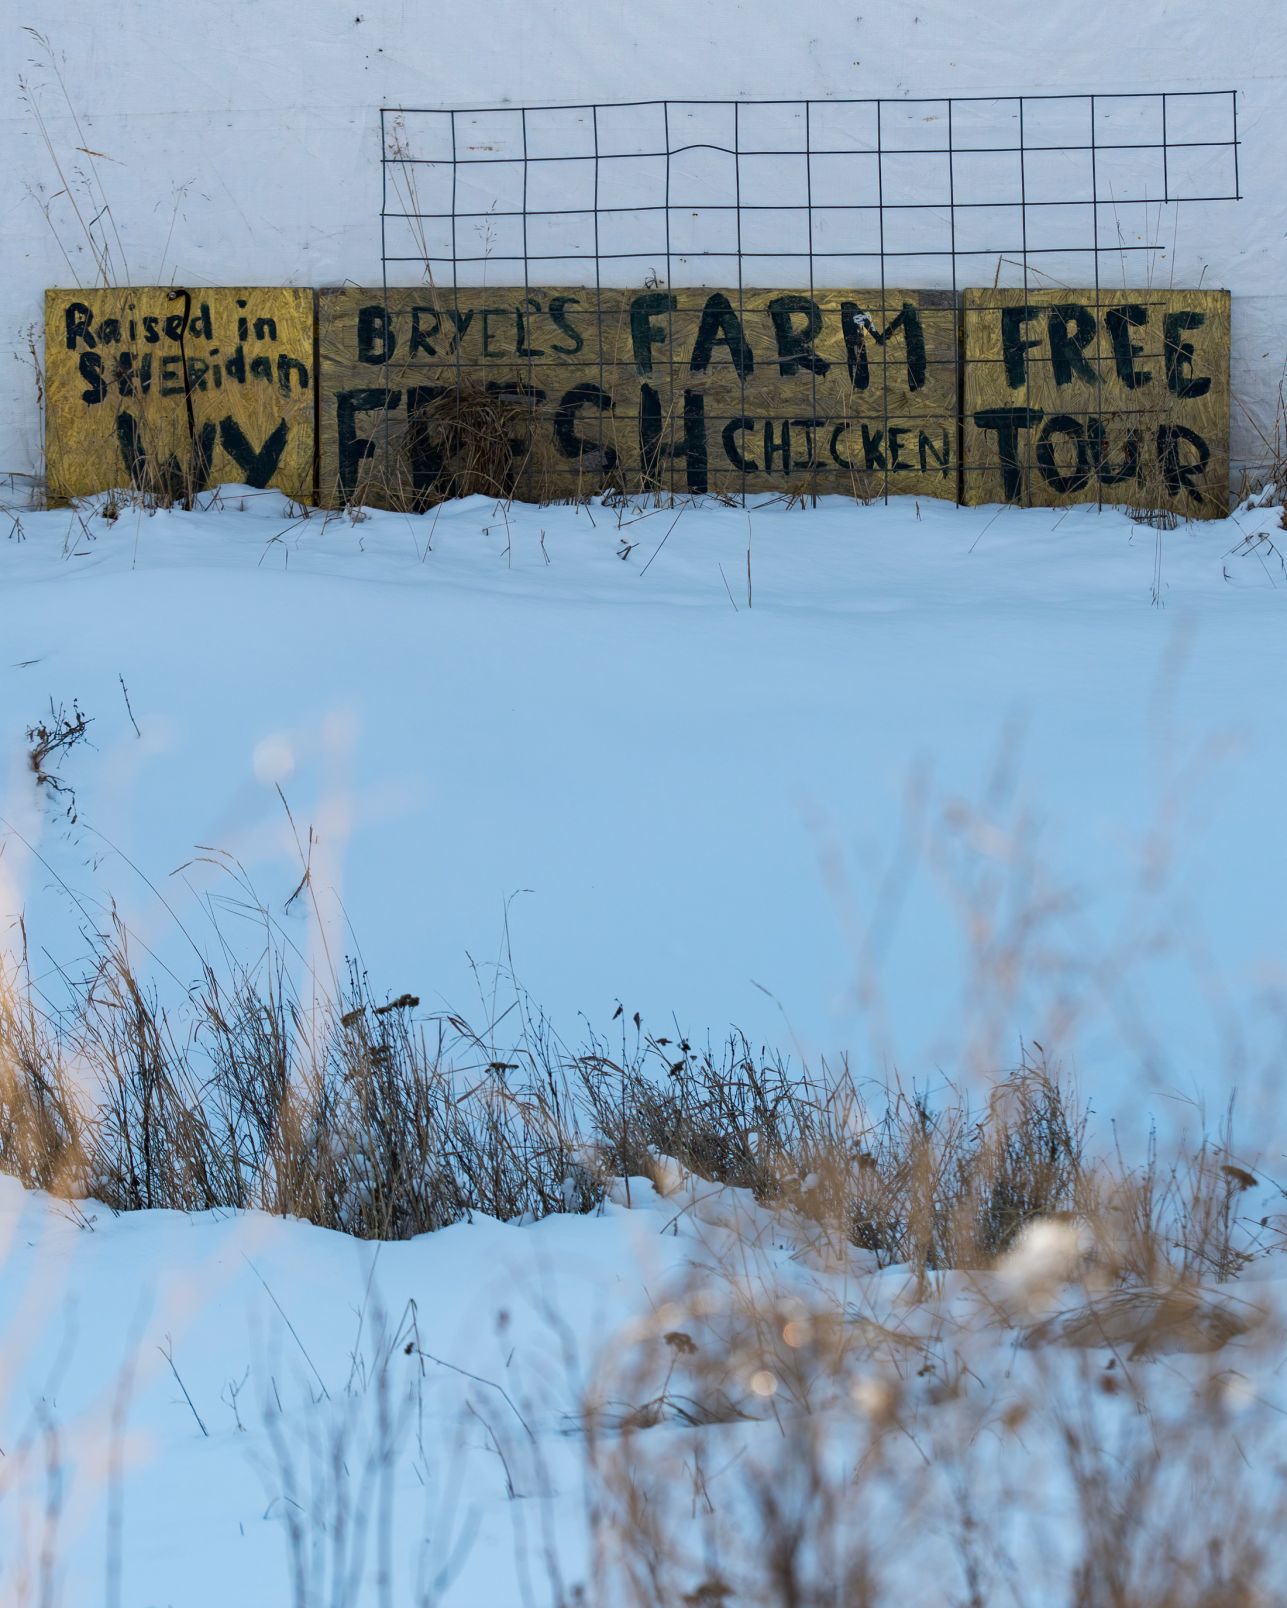 Raised in
SHERidan
WY
BRYEL'S FARM
FRESH CHICKEN
FREE
TOUR